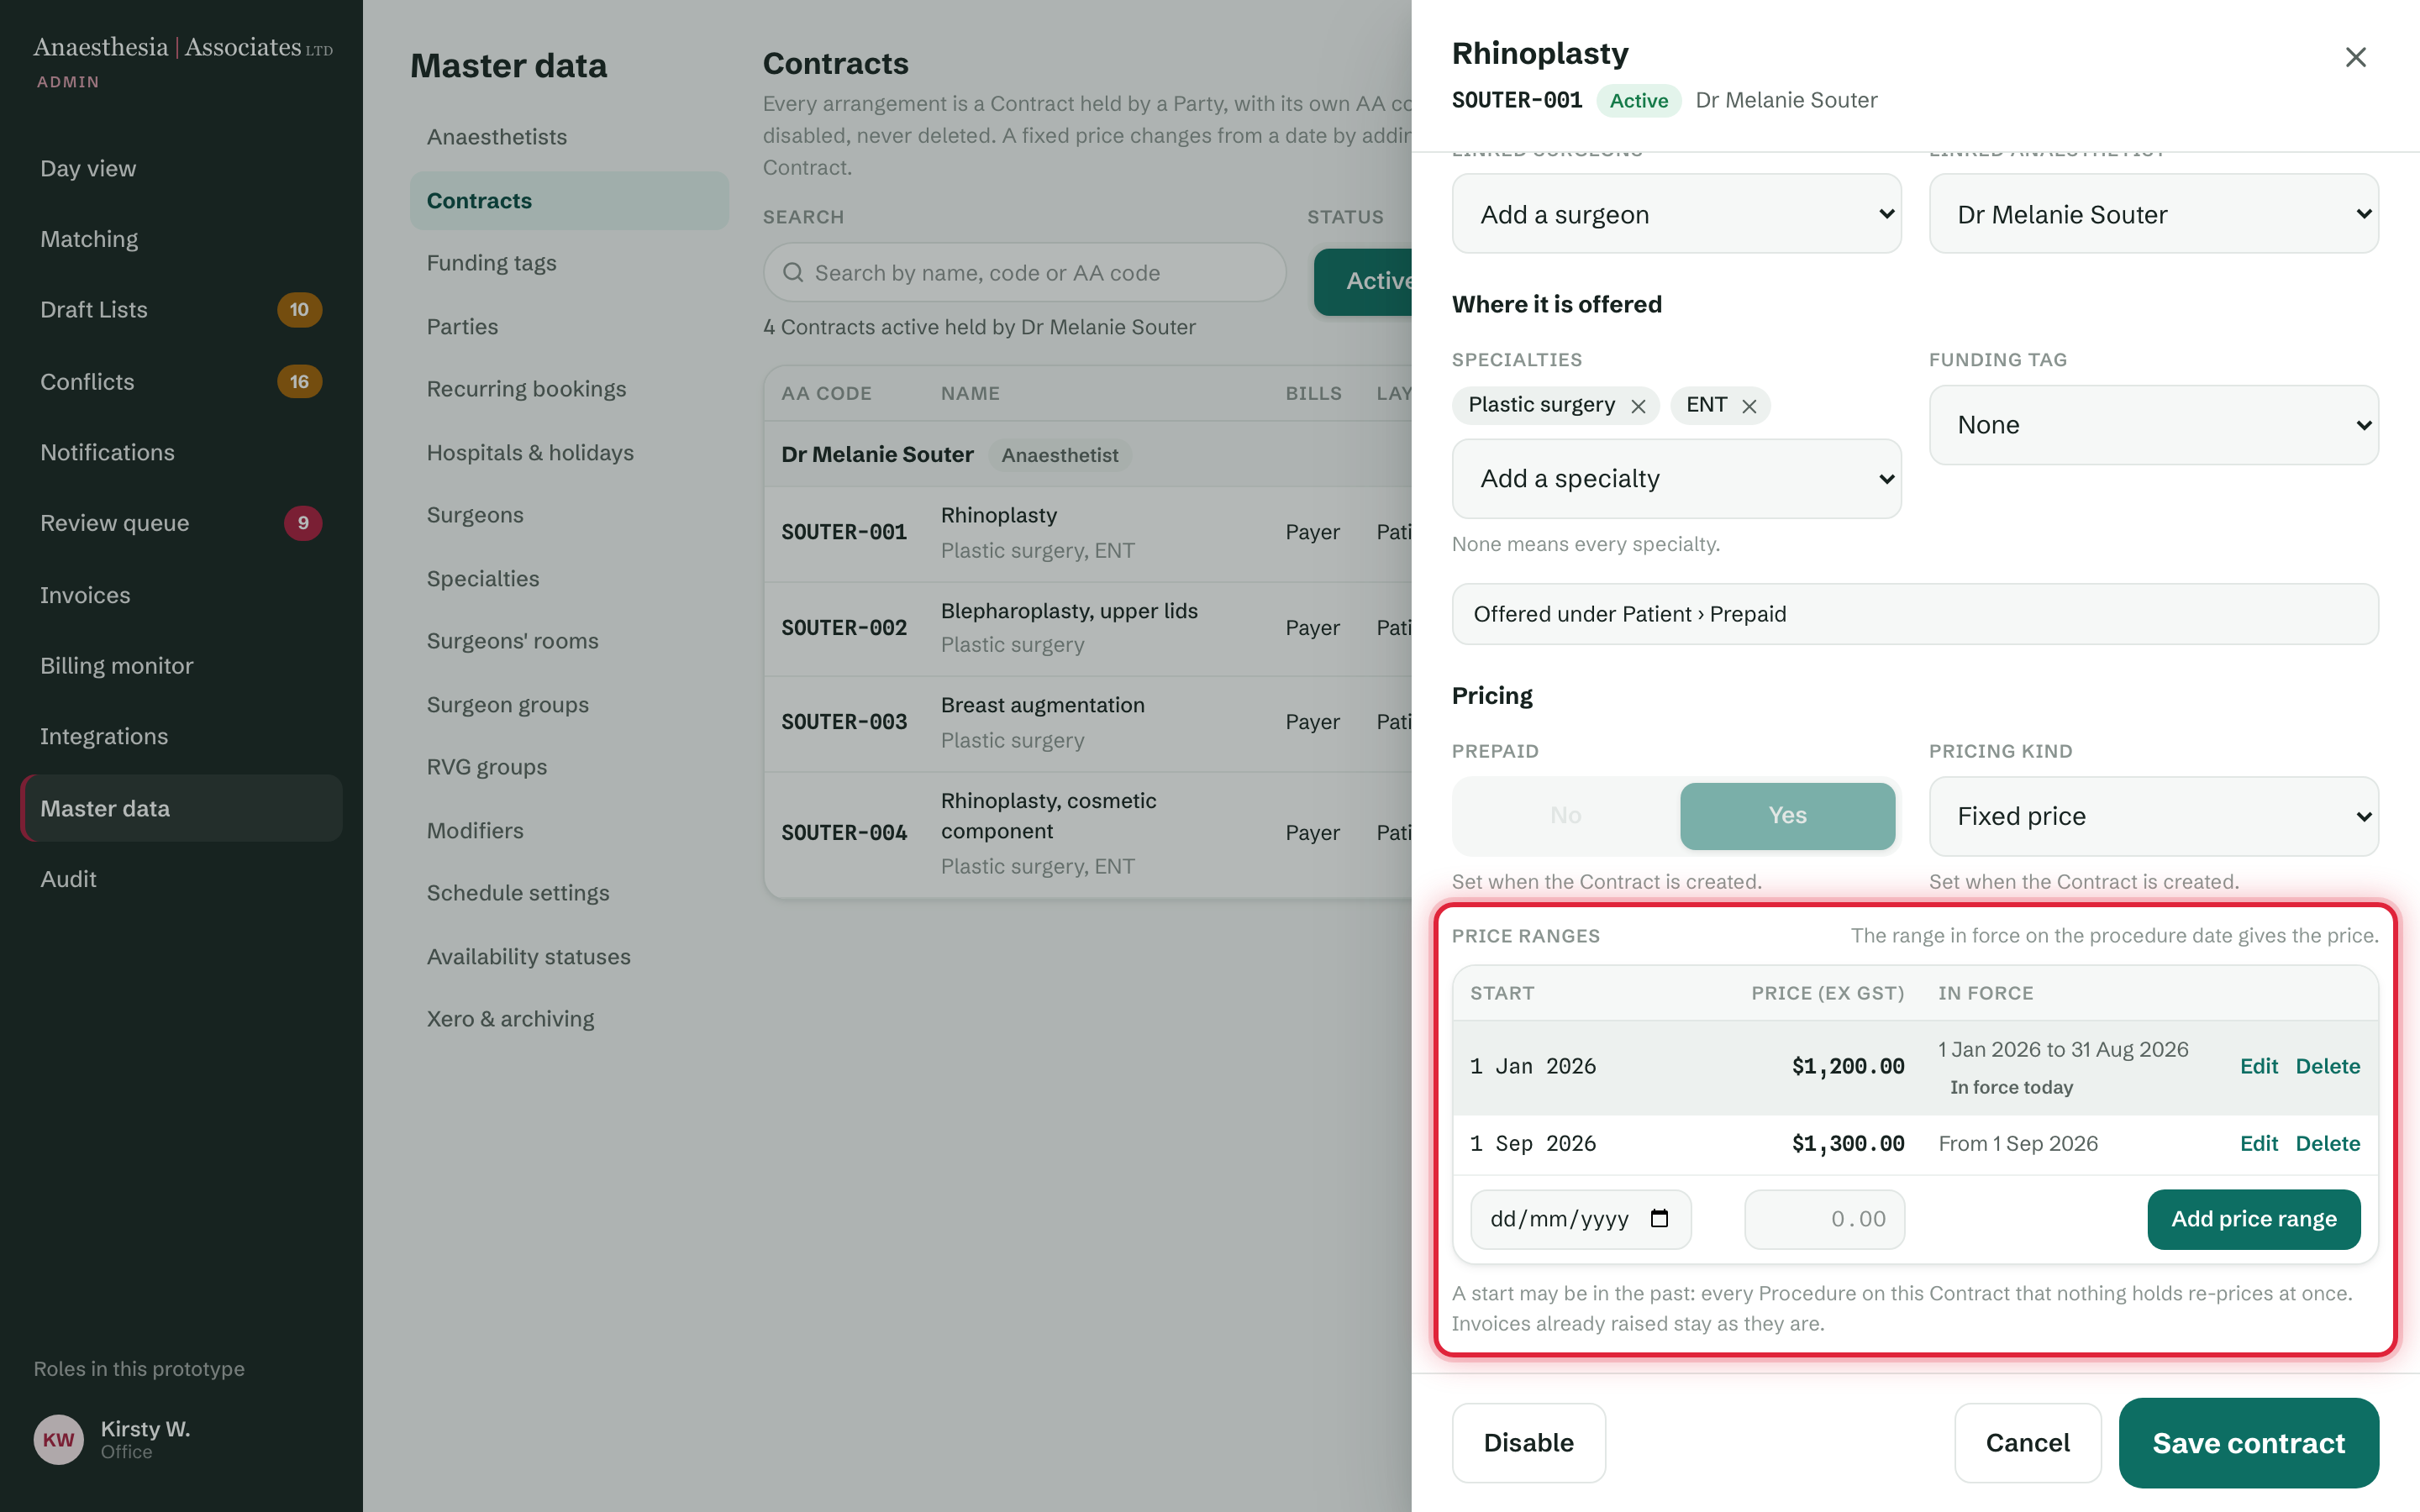 Anaesthesia | Associates LTD
ADMIN
Day view
Matching
Draft Lists 10
Conflicts 16
Notifications
Review queue 9
Invoices
Billing monitor
Integrations
Master data
Audit
Roles in this prototype
KW
Kirsty W.
Office
Master data
Anaesthetists
Contracts
Funding tags
Parties
Recurring bookings
Hospitals & holidays
Surgeons
Specialties
Surgeons' rooms
Surgeon groups
RVG groups
Modifiers
Schedule settings
Availability statuses
Xero & archiving
Contracts
Every arrangement is a Contract held by a Party, with its own AA co
disabled, never deleted. A fixed price changes from a date by addin
Contract.
SEARCH STATUS
Search by name, code or AA code Active
4 Contracts active held by Dr Melanie Souter
AA CODE NAME BILLS LAY
Dr Melanie Souter Anaesthetist
SOUTER-001 Rhinoplasty Payer Pati
Plastic surgery, ENT
SOUTER-002 Blepharoplasty, upper lids Payer Pati
Plastic surgery
SOUTER-003 Breast augmentation Payer Pati
Plastic surgery
SOUTER-004 Rhinoplasty, cosmetic Payer Pati
component
Plastic surgery, ENT
Rhinoplasty
SOUTER-001 Active Dr Melanie Souter
LINKED SURGEONS LINKED ANAESTHETIST
Add a surgeon Dr Melanie Souter
Where it is offered
SPECIALTIES FUNDING TAG
Plastic surgery ENT
None
Add a specialty
None means every specialty.
Offered under Patient › Prepaid
Pricing
PREPAID PRICING KIND
No Yes Fixed price
Set when the Contract is created. Set when the Contract is created.
PRICE RANGES The range in force on the procedure date gives the price.
START PRICE (EX GST) IN FORCE
1 Jan 2026 $1,200.00 1 Jan 2026 to 31 Aug 2026 Edit Delete
In force today
1 Sep 2026 $1,300.00 From 1 Sep 2026 Edit Delete
dd/mm/yyyy 0.00 Add price range
A start may be in the past: every Procedure on this Contract that nothing holds re-prices at once.
Invoices already raised stay as they are.
Disable Cancel Save contract